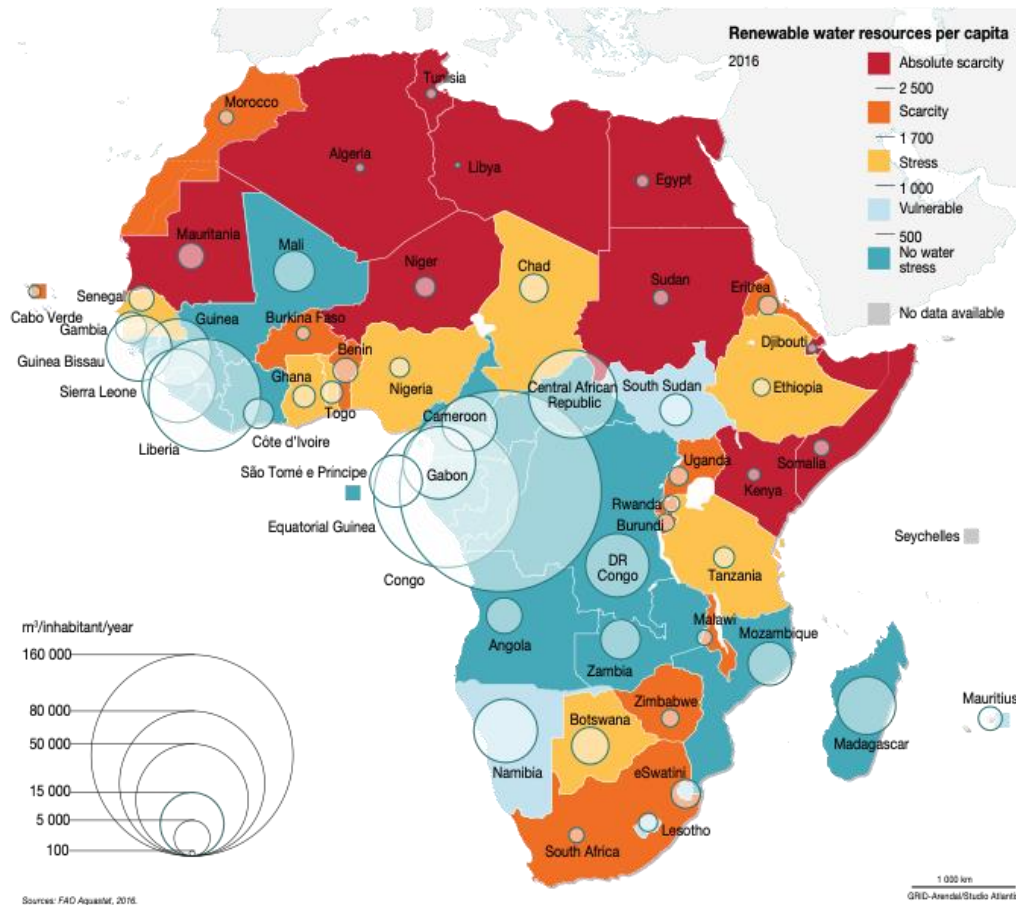 Renewable water resources per capita
2016
Absolute scarcity
2 500
Scarcity
1 700
Stress
1 000
Vulnerable
500
No water
stress
No data available
Tunisia
Morocco
Algeria
Libya
Egypt
Mauritania
Mali
Niger
Chad
Sudan
Eritrea
Cabo Verde
Senegal
Gambia
Guinea
Burkina Faso
Djibouti
Guinea Bissau
Benin
Ghana
Nigeria
Central African
Republic
South Sudan
Ethiopia
Sierra Leone
Togo
Cameroon
Liberia
Côte d'Ivoire
São Tomé e Principe
Gabon
Uganda
Somalia
Kenya
Equatorial Guinea
Rwanda
Burundi
Seychelles
Congo
DR
Congo
Tanzania
Angola
Zambia
Malawi
Mozambique
Zimbabwe
Madagascar
Mauritius
Namibia
Botswana
eSwatini
Lesotho
South Africa
m³/inhabitant/year
160 000
80 000
50 000
15 000
5 000
100
1 000 km
Sources: FAO Aquastat, 2016.
GRID-Arendal/Studio Atlantis